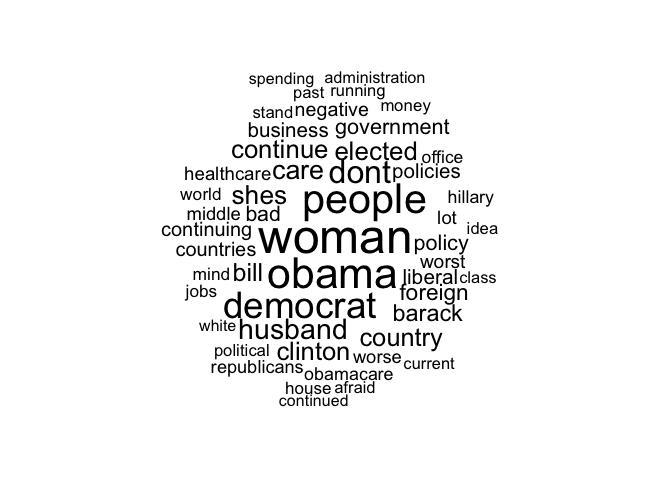 spending administration
past running
stand negative money
business government
continue elected office
healthcare care dont policies
world shes people hillary
middle bad lot
continuing woman idea
countries policy
worst
mind bill obama liberal class
jobs foreign
democrat barack
white husband country
political clinton worse current
republicans obamacare
house afraid
continued